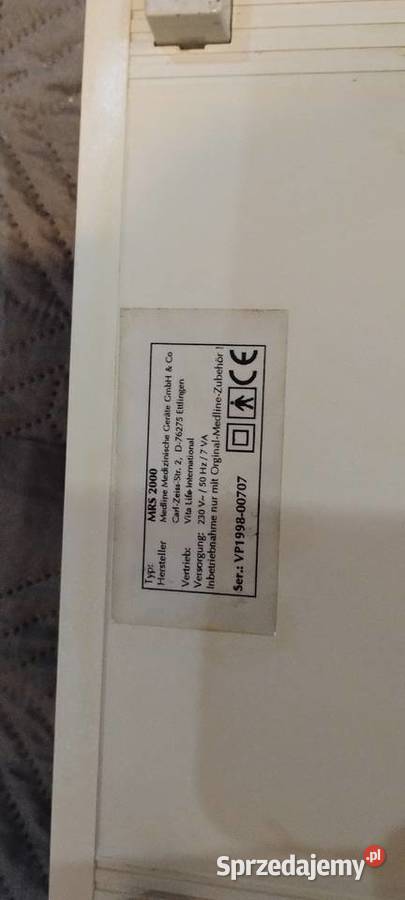 Typ: MRS 2000
Hersteller Medline Medizinische Geräte GmbH & Co
Carl-Zeiss-Str. 2, D-76275 Ettlingen
Vertrieb: Vita Life International
Versorgung: 230 V~ / 50 Hz / 7 VA
Inbetriebnahme nur mit Orginal-Medline-Zubehör !
Ser.: VP1998-00707
CE
Sprzedajemy.pl